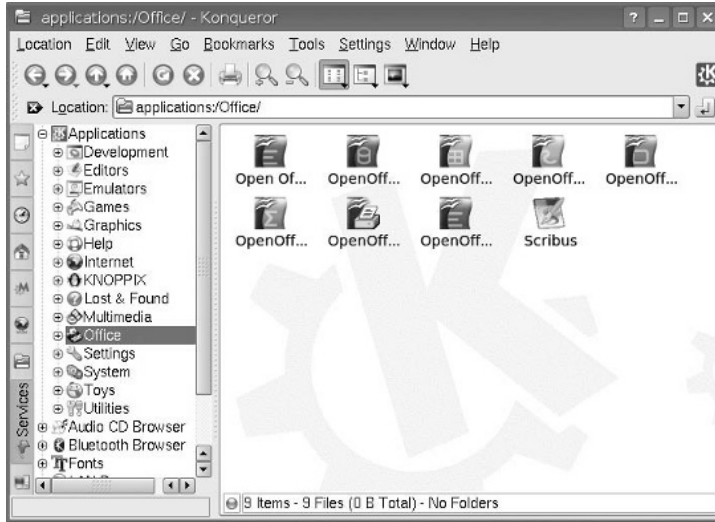 applications:/Office/ - Konqueror
Location Edit View Go Bookmarks Tools Settings Window Help
Location: applications:/Office/
Applications
Development
Editors
Emulators
Games
Graphics
Help
Internet
KNOPPIX
Lost & Found
Multimedia
Office
Settings
System
Toys
Utilities
Audio CD Browser
Bluetooth Browser
Fonts
Services
Open Of...
OpenOff...
OpenOff...
OpenOff...
OpenOff...
OpenOff...
OpenOff...
OpenOff...
Scribus
9 Items - 9 Files (0 B Total) - No Folders